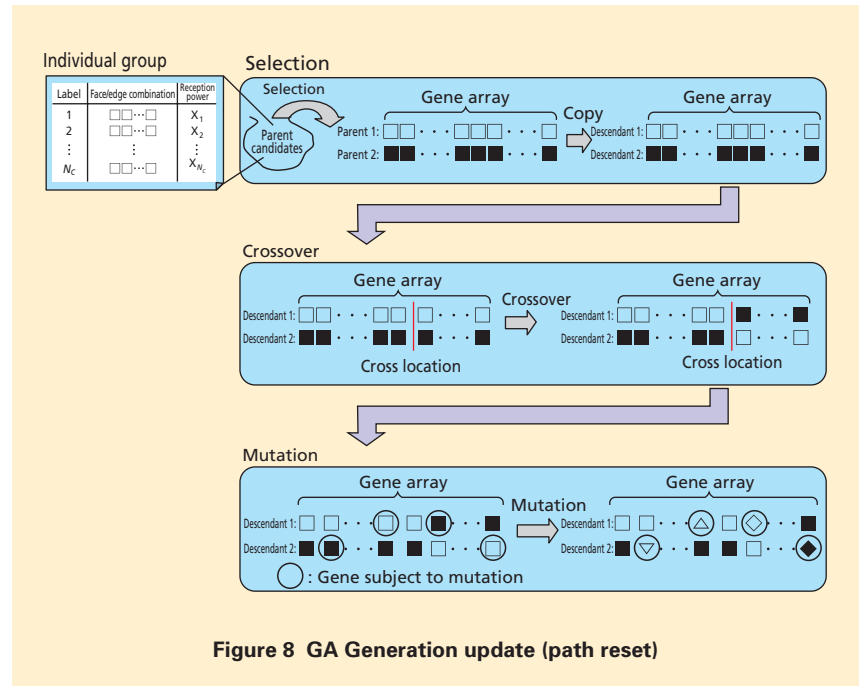 Individual group
Label Face/edge combination Reception power
1 □□⋯□ X1
2 □□⋯□ X2
⋮ ⋮ ⋮
NC □□⋯□ XNC
Selection
Selection
Parent candidates
Gene array
Parent 1: □□ · · · □□□ · · · □
Parent 2: ■■ · · · ■■■ · · · ■
Copy
Gene array
Descendant 1: □□ · · · □□□ · · · □
Descendant 2: ■■ · · · ■■■ · · · ■
Crossover
Gene array
Descendant 1: □□ · · · □□ □ · · · □
Descendant 2: ■■ · · · ■■ ■ · · · ■
Cross location
Crossover
Gene array
Descendant 1: □□ · · · □□ ■ · · · ■
Descendant 2: ■■ · · · ■■ □ · · · □
Cross location
Mutation
Gene array
Descendant 1: □ □ · · · □ □ ■ · · · ■
Descendant 2: ■ ■ · · · ■ ■ □ · · · □
Mutation
Gene array
Descendant 1: □ □ · · · △ □ ◇ · · · ■
Descendant 2: ■ ▽ · · · ■ ■ □ · · · ◆
◯ : Gene subject to mutation
Figure 8 GA Generation update (path reset)